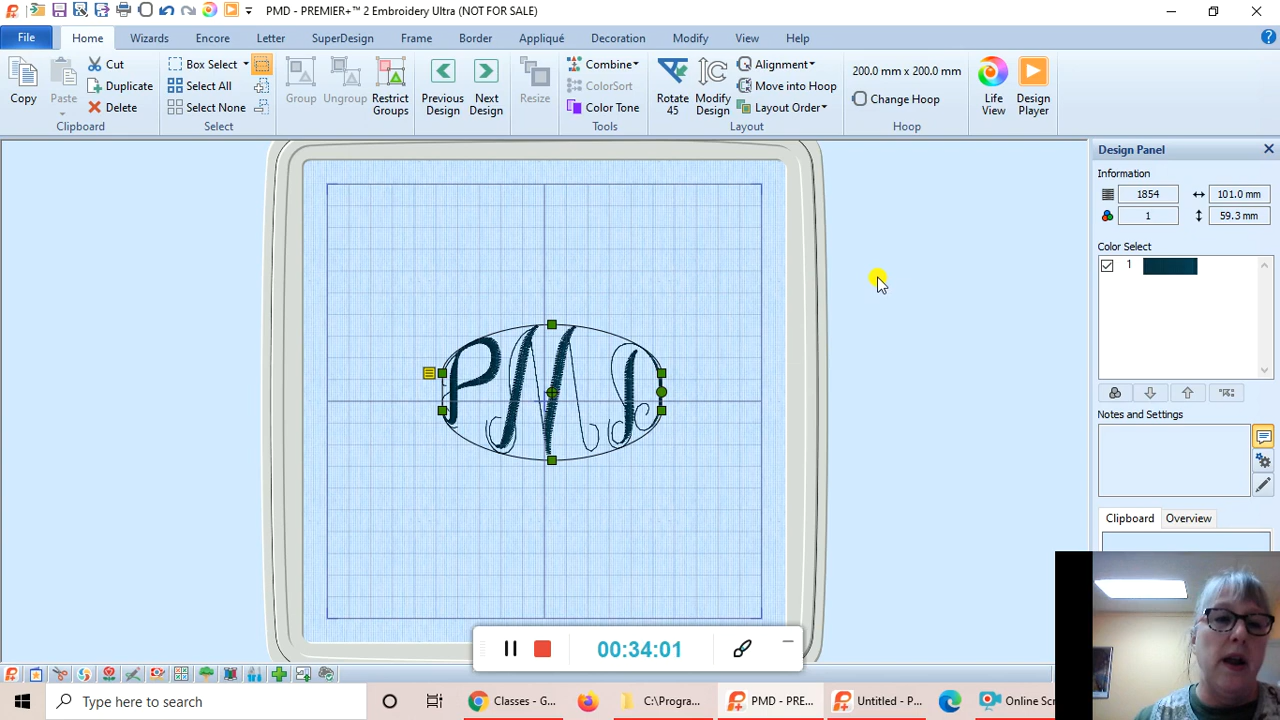 PMD - PREMIER+™ 2 Embroidery Ultra (NOT FOR SALE)
File Home Wizards Encore Letter SuperDesign Frame Border Appliqué Decoration Modify View Help
Copy
Paste
Cut
Duplicate
Delete
Clipboard
Box Select
Select All
Select None
Select
Group
Ungroup
Restrict Groups
Previous Design
Next Design
Resize
Combine
ColorSort
Color Tone
Tools
Rotate 45
Modify Design
Alignment
Move into Hoop
Layout Order
Layout
200.0 mm x 200.0 mm
Change Hoop
Hoop
Life View
Design Player
Design Panel
Information
1854 101.0 mm
1 59.3 mm
Color Select
1
Notes and Settings
Clipboard Overview
PMD
00:34:01
Type here to search
Classes - G...
C:\Progra...
PMD - PRE...
Untitled - P...
Online Scr